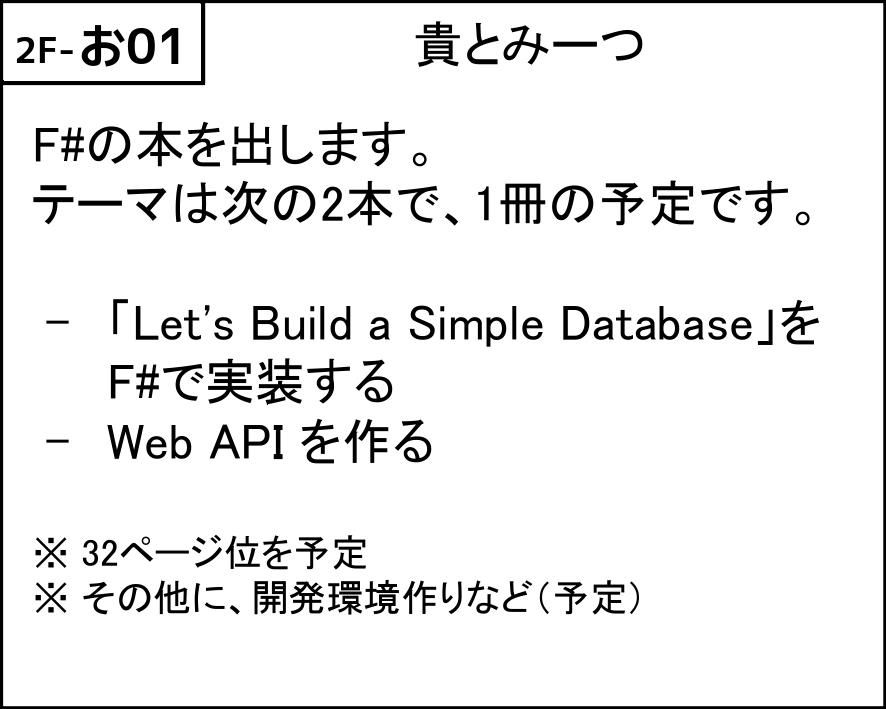 2F-お01
貴とみーつ
F#の本を出します。
テーマは次の2本で、1冊の予定です。
- 「Let's Build a Simple Database」を
F#で実装する
- Web API を作る
※ 32ページ位を予定
※ その他に、開発環境作りなど（予定）